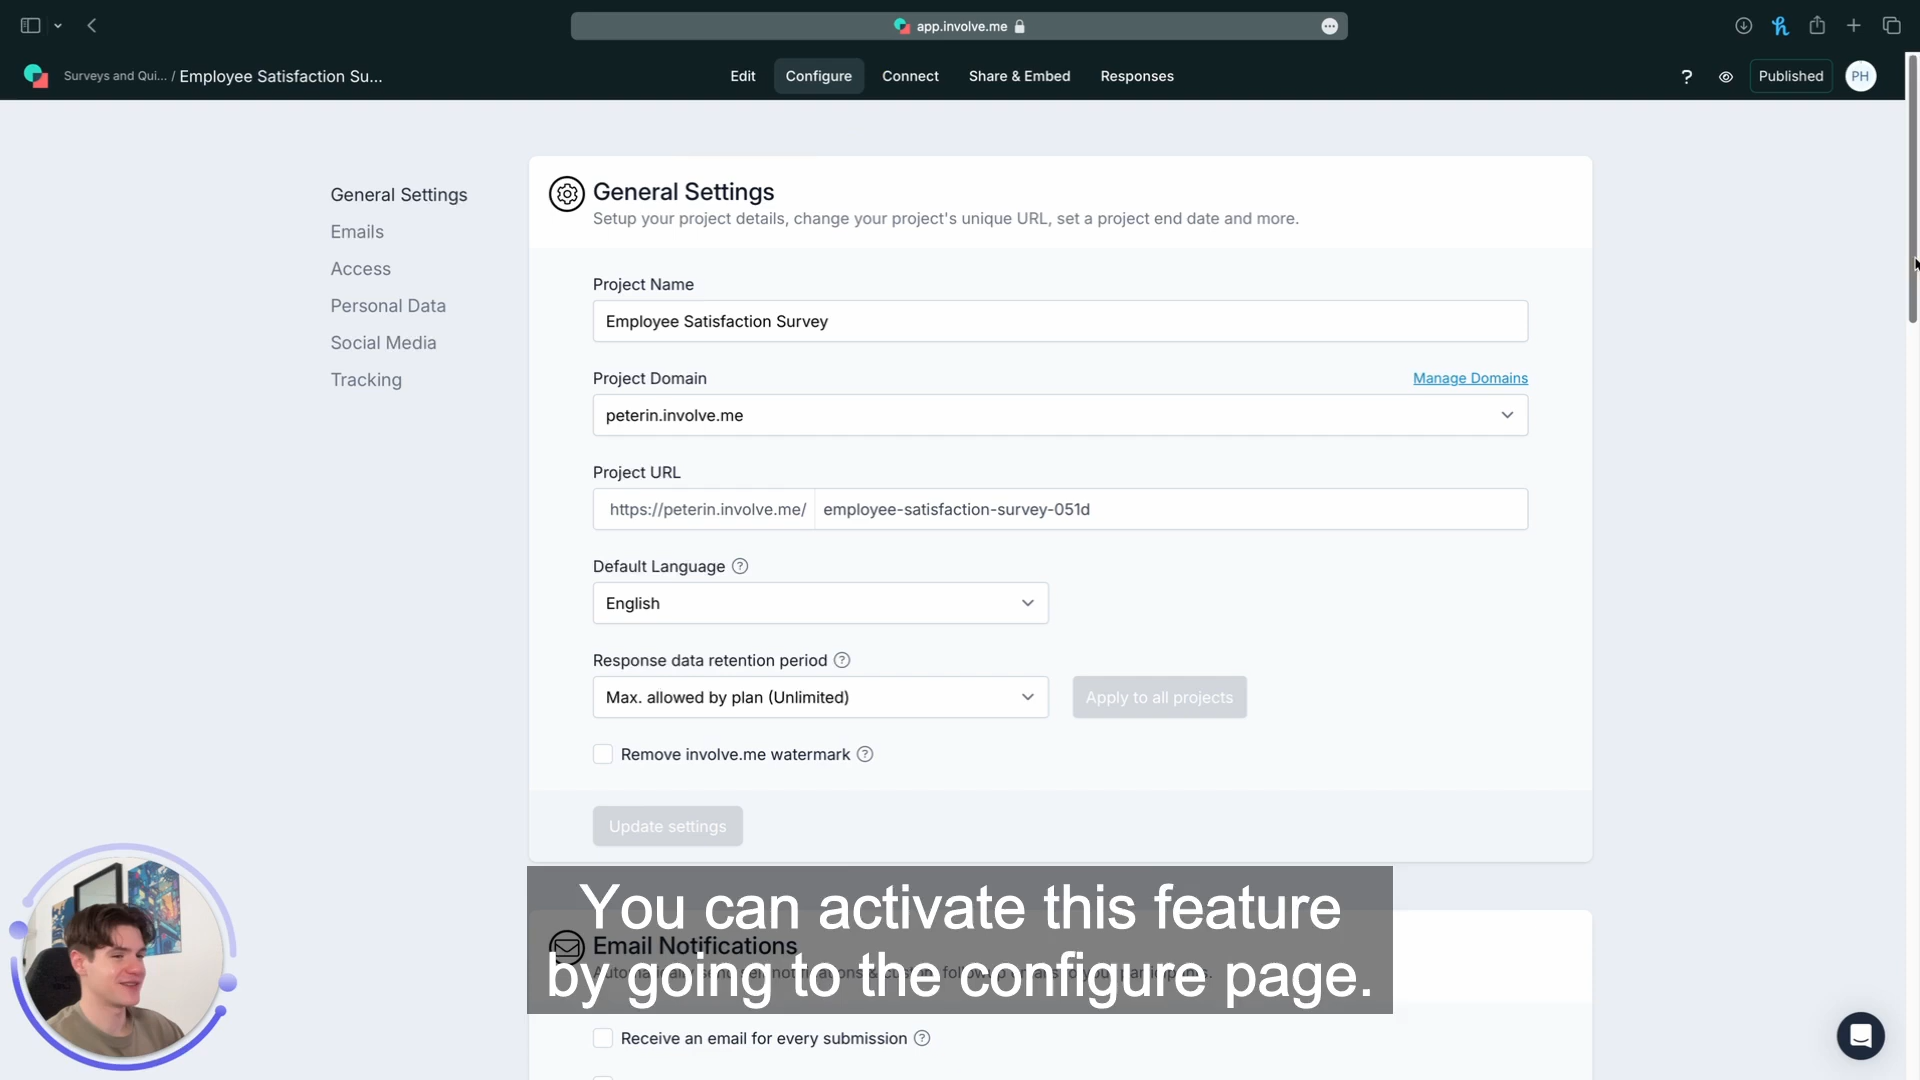 app.involve.me
Surveys and Qui... / Employee Satisfaction Su...
Edit
Configure
Connect
Share & Embed
Responses
?
Published
PH
General Settings
Emails
Access
Personal Data
Social Media
Tracking
General Settings
Setup your project details, change your project's unique URL, set a project end date and more.
Project Name
Employee Satisfaction Survey
Project Domain
Manage Domains
peterin.involve.me
Project URL
https://peterin.involve.me/ employee-satisfaction-survey-051d
Default Language ?
English
Response data retention period ?
Max. allowed by plan (Unlimited)
Apply to all projects
Remove involve.me watermark ?
Update settings
You can activate this feature
by going to the configure page.
Email Notifications
Receive an email for every submission ?